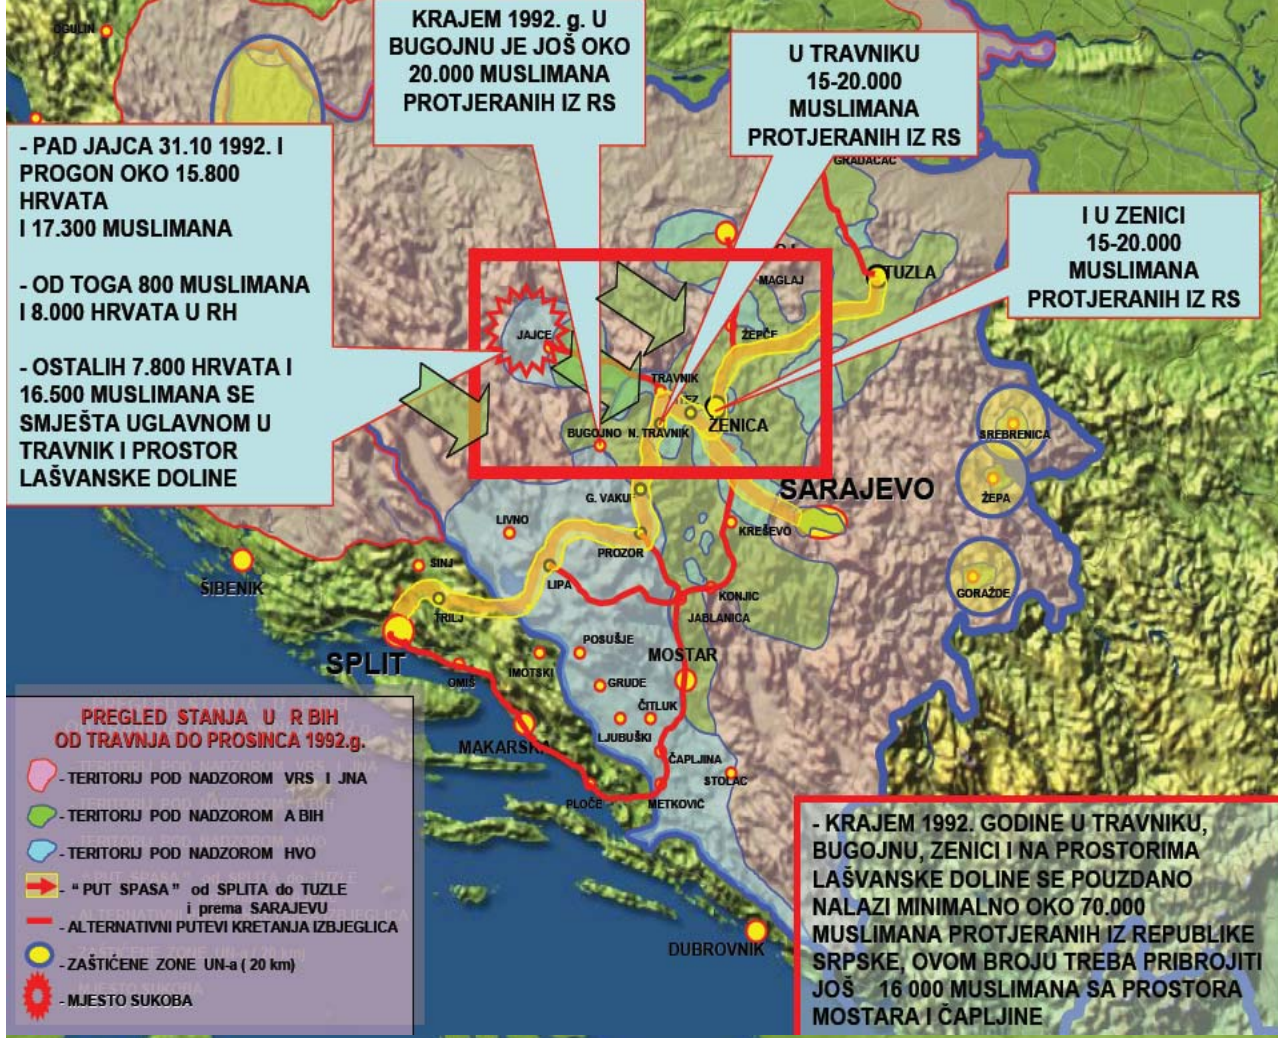 OGULIN
KRAJEM 1992. g. U
BUGOJNU JE JOŠ OKO
20.000 MUSLIMANA
PROTJERANIH IZ RS
U TRAVNIKU
15-20.000
MUSLIMANA
PROTJERANIH IZ RS
GRADAČAC
- PAD JAJCA 31.10 1992. I
PROGON OKO 15.800
HRVATA
I 17.300 MUSLIMANA
- OD TOGA 800 MUSLIMANA
I 8.000 HRVATA U RH
- OSTALIH 7.800 HRVATA I
16.500 MUSLIMANA SE
SMJEŠTA UGLAVNOM U
TRAVNIK I PROSTOR
LAŠVANSKE DOLINE
I U ZENICI
15-20.000
MUSLIMANA
PROTJERANIH IZ RS
MAGLAJ
TUZLA
JAJCE
ŽEPČE
TRAVNIK
ZENICA
BUGOJNO
N. TRAVNIK
SREBRENICA
SARAJEVO
ŽEPA
G. VAKUF
LIVNO
KREŠEVO
PROZOR
SINJ
LIPA
ŠIBENIK
GORAŽDE
KONJIC
TRILJ
JABLANICA
POSUŠJE
MOSTAR
SPLIT
IMOTSKI
OMIŠ
GRUDE
ČITLUK
LJUBUŠKI
MAKARSKA
ČAPLJINA
STOLAC
PLOČE
METKOVIĆ
DUBROVNIK
PREGLED STANJA U R BIH
OD TRAVNJA DO PROSINCA 1992.g.
- TERITORIJ POD NADZOROM VRS I JNA
- TERITORIJ POD NADZOROM A BIH
- TERITORIJ POD NADZOROM HVO
- " PUT SPASA " od SPLITA do TUZLE
i prema SARAJEVU
- ALTERNATIVNI PUTEVI KRETANJA IZBJEGLICA
- ZAŠTIĆENE ZONE UN-a ( 20 km)
- MJESTO SUKOBA
- KRAJEM 1992. GODINE U TRAVNIKU,
BUGOJNU, ZENICI I NA PROSTORIMA
LAŠVANSKE DOLINE SE POUZDANO
NALAZI MINIMALNO OKO 70.000
MUSLIMANA PROTJERANIH IZ REPUBLIKE
SRPSKE, OVOM BROJU TREBA PRIBROJITI
JOŠ 16 000 MUSLIMANA SA PROSTORA
MOSTARA I ČAPLJINE